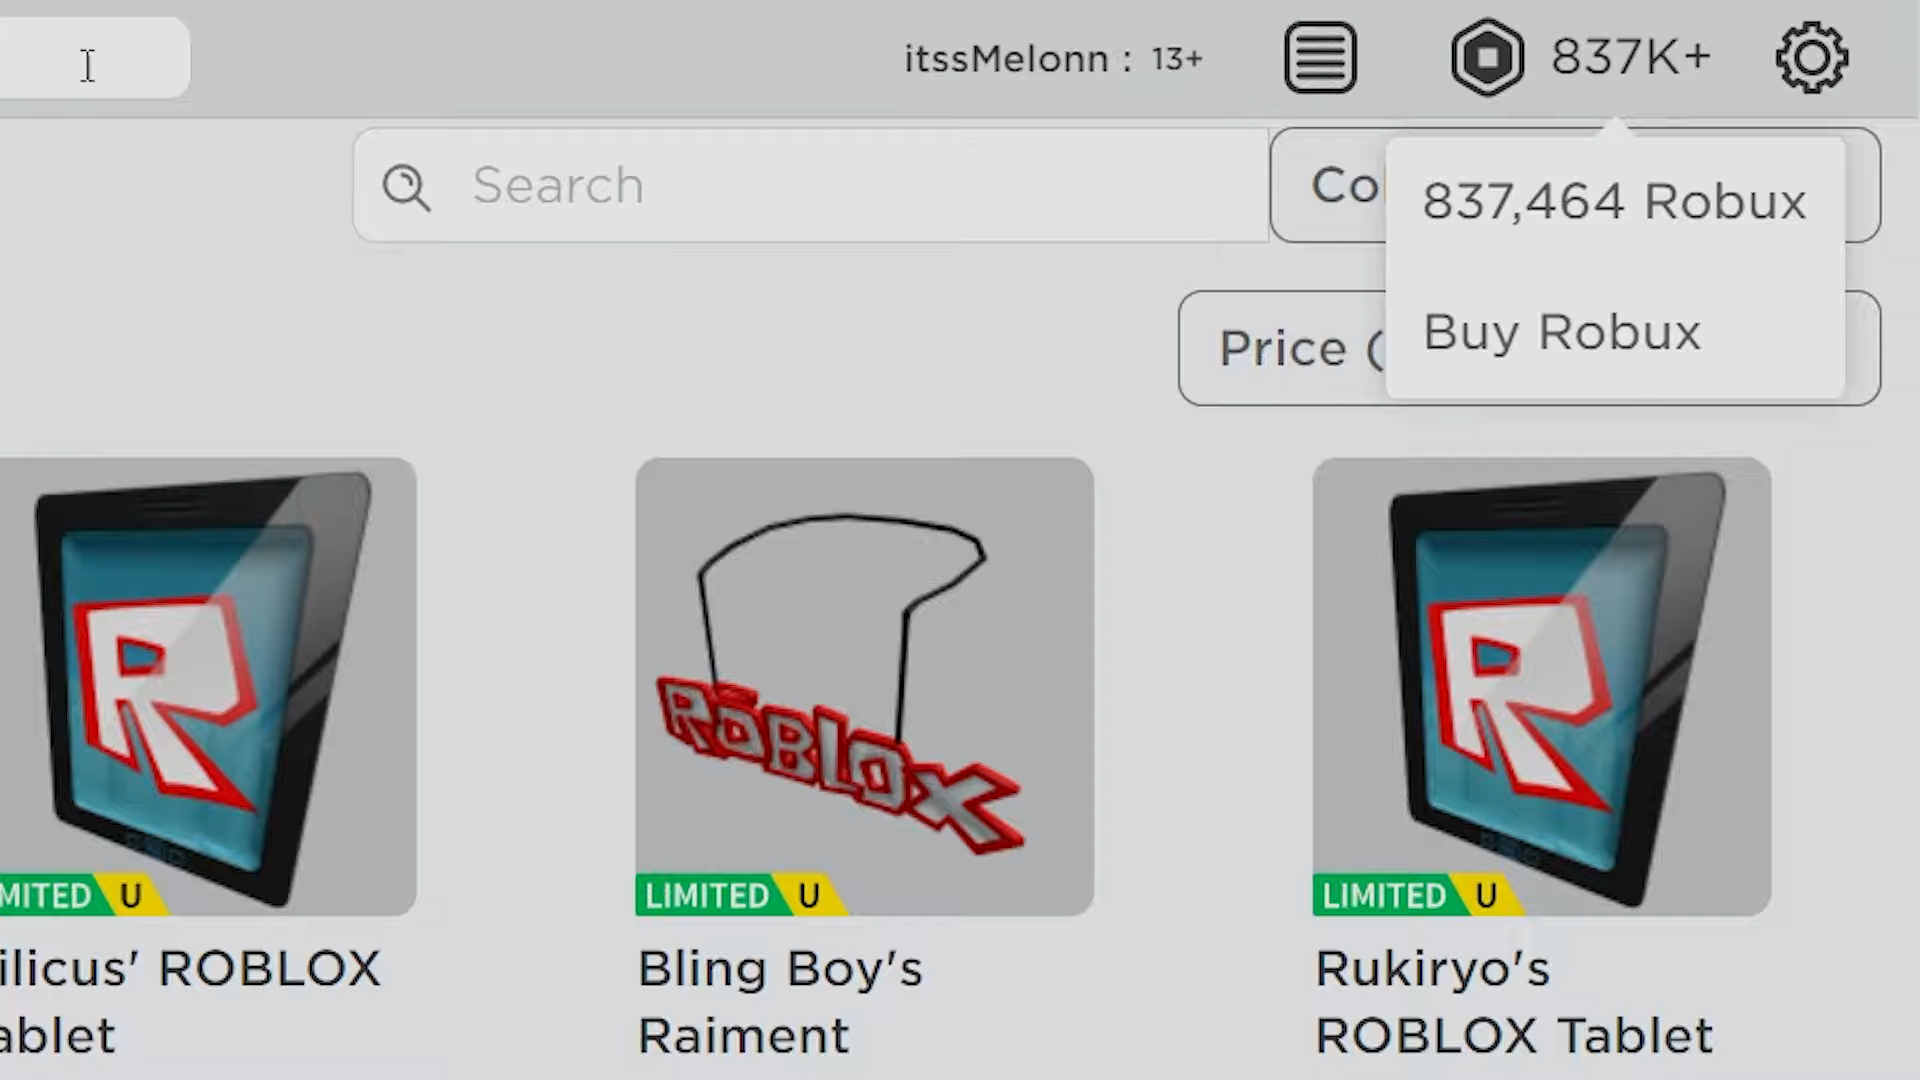 itssMelonn : 13+
837K+
Search
Co
837,464 Robux
Price (
Buy Robux
R
ROBLOX
R
MITED U
LIMITED U
LIMITED U
ilicus' ROBLOX
ablet
Bling Boy's
Raiment
Rukiryo's
ROBLOX Tablet